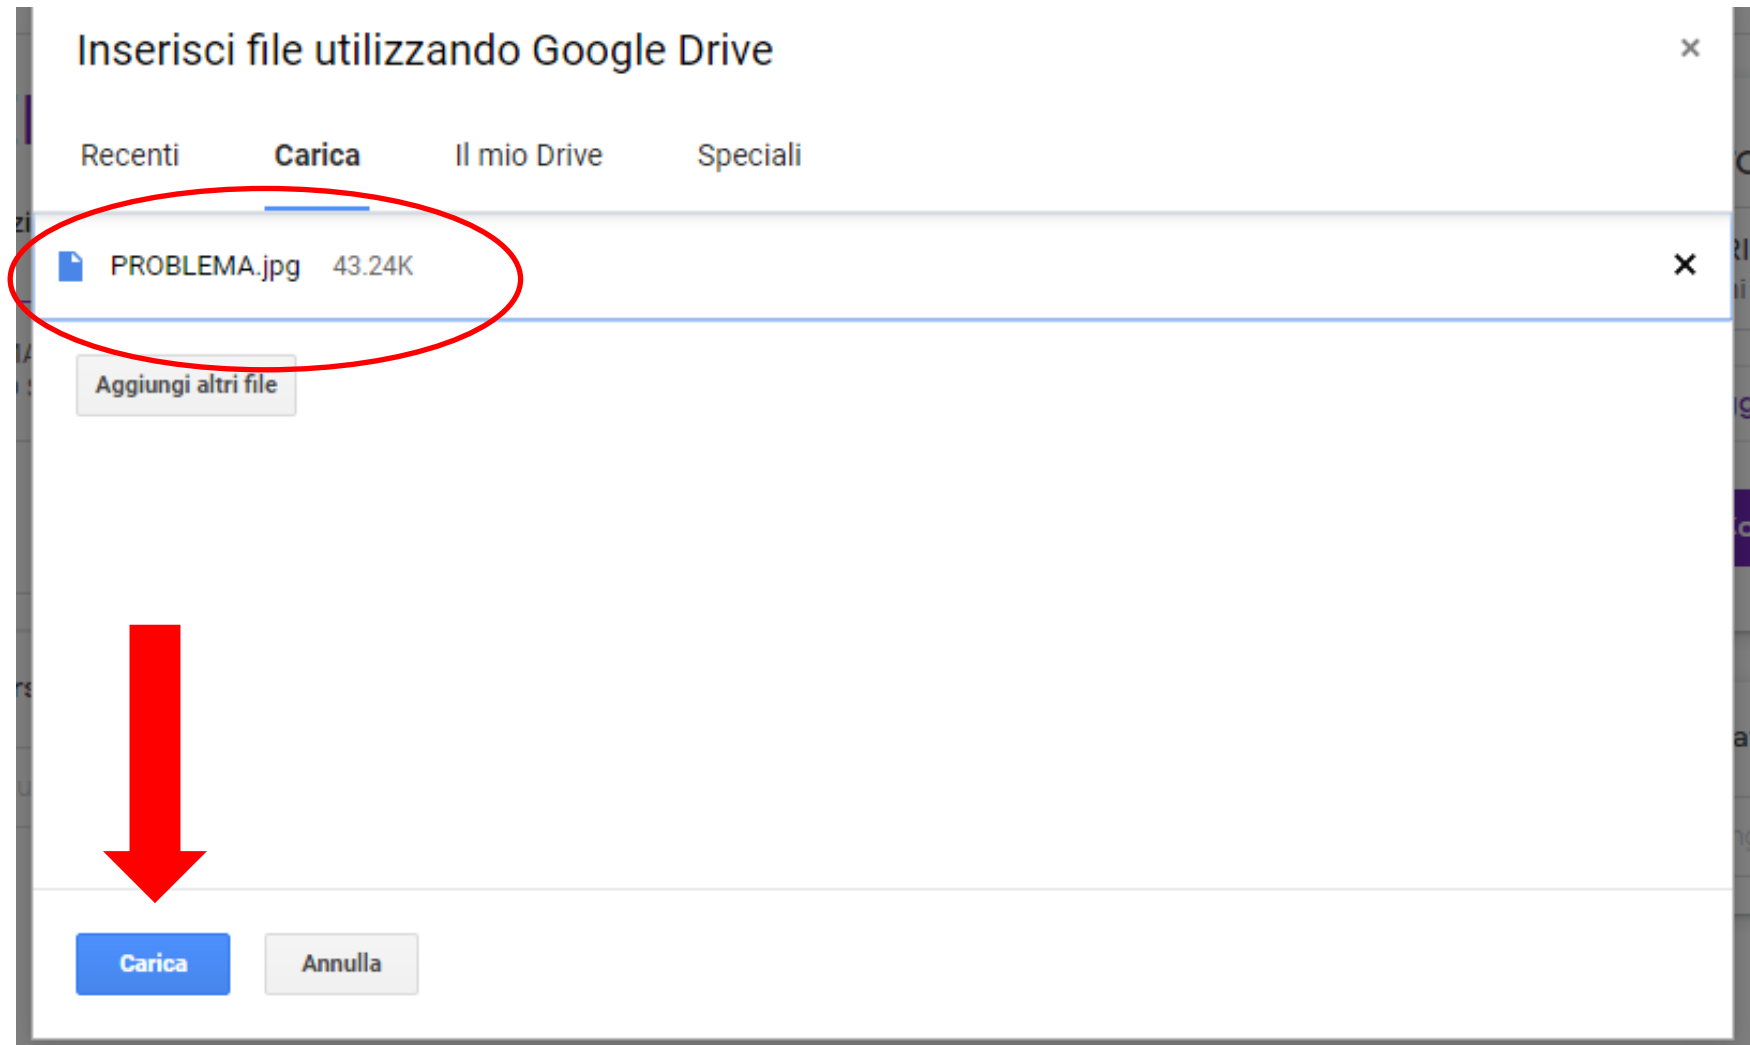 Inserisci file utilizzando Google Drive
Recenti Carica Il mio Drive Speciali
PROBLEMA.jpg 43.24K
Aggiungi altri file
Carica Annulla